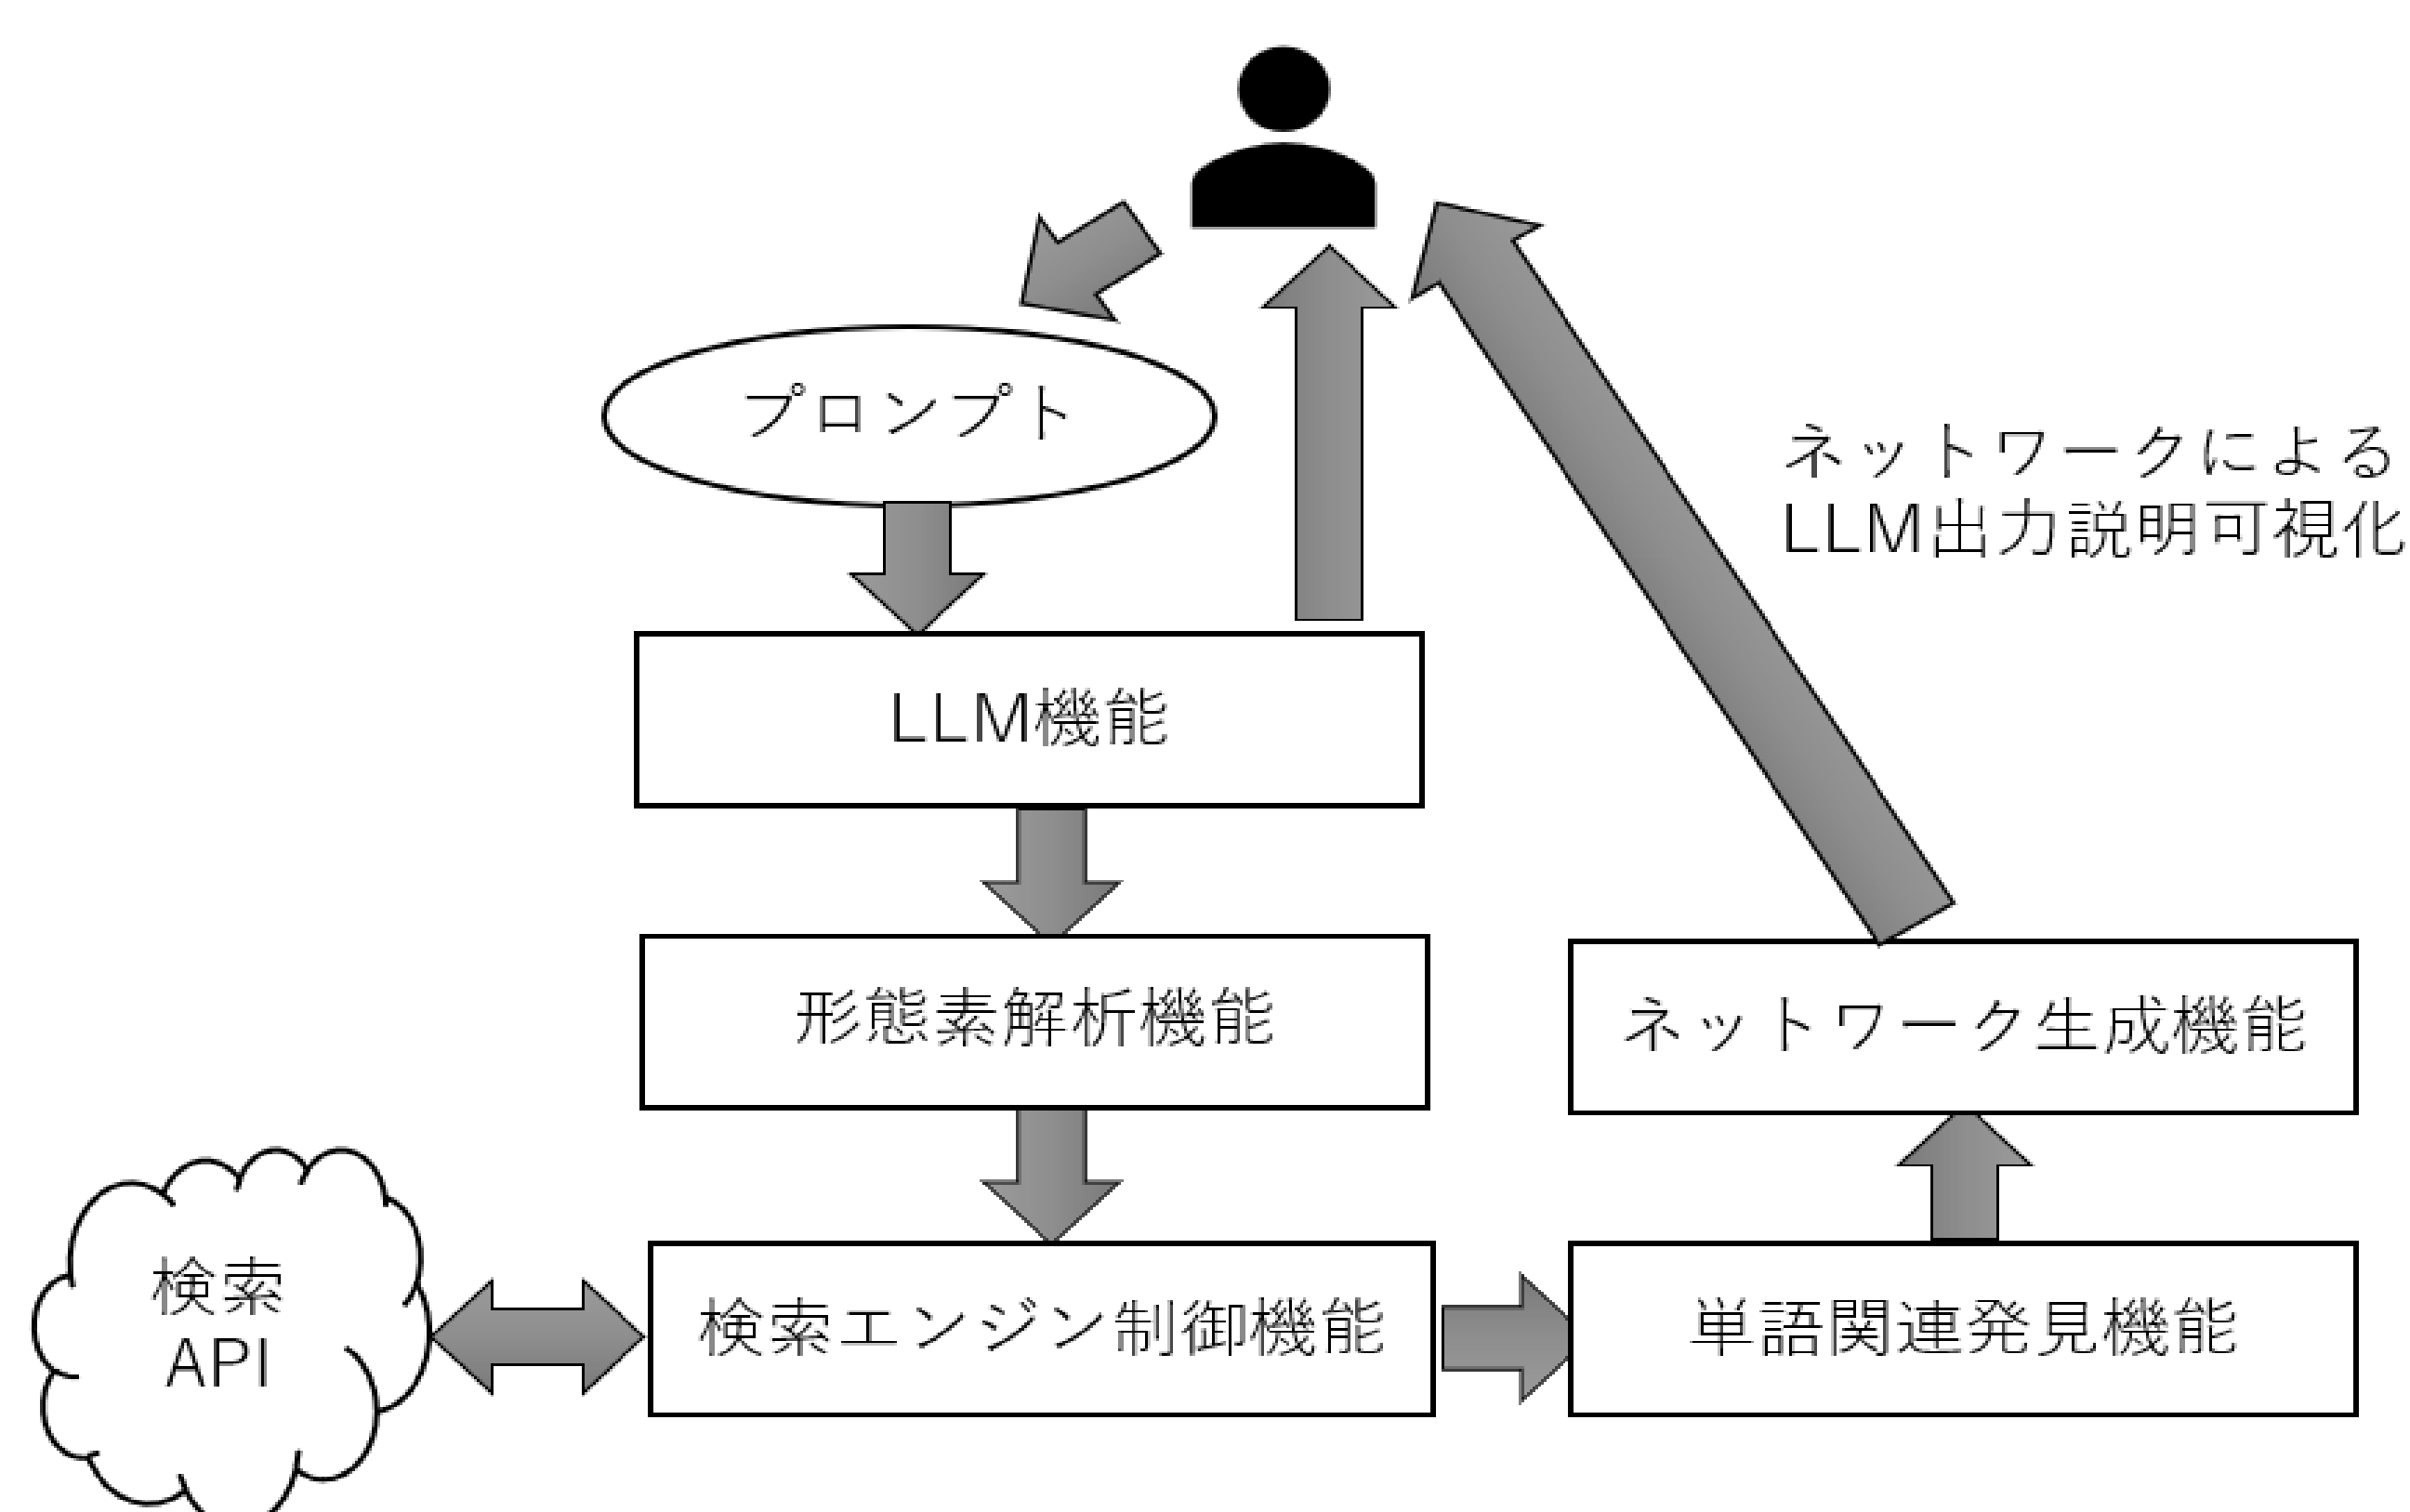 プロンプト
ネットワークによる
LLM出力説明可視化
LLM機能
形態素解析機能
ネットワーク生成機能
検索
API
検索エンジン制御機能
単語関連発見機能